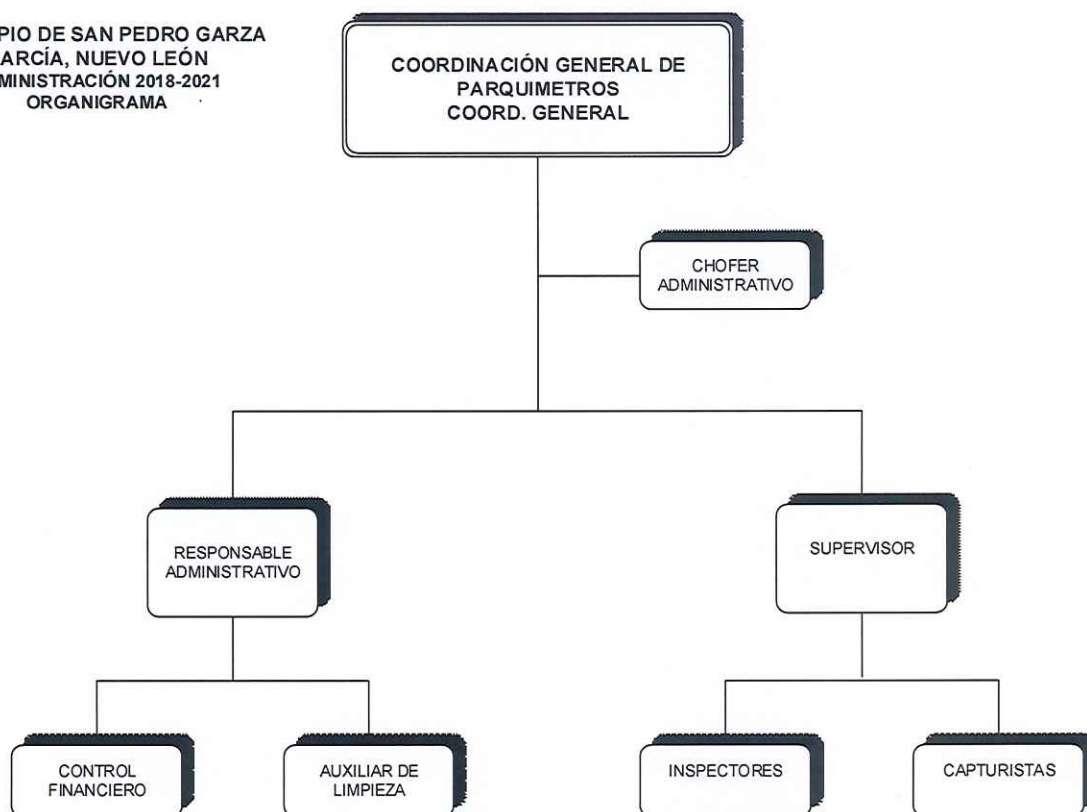 PIO DE SAN PEDRO GARZA
ARCÍA, NUEVO LEÓN
MINISTRACIÓN 2018-2021
ORGANIGRAMA
COORDINACIÓN GENERAL DE
PARQUIMETROS
COORD. GENERAL
CHOFER
ADMINISTRATIVO
RESPONSABLE
ADMINISTRATIVO
SUPERVISOR
CONTROL
FINANCIERO
AUXILIAR DE
LIMPIEZA
INSPECTORES
CAPTURISTAS